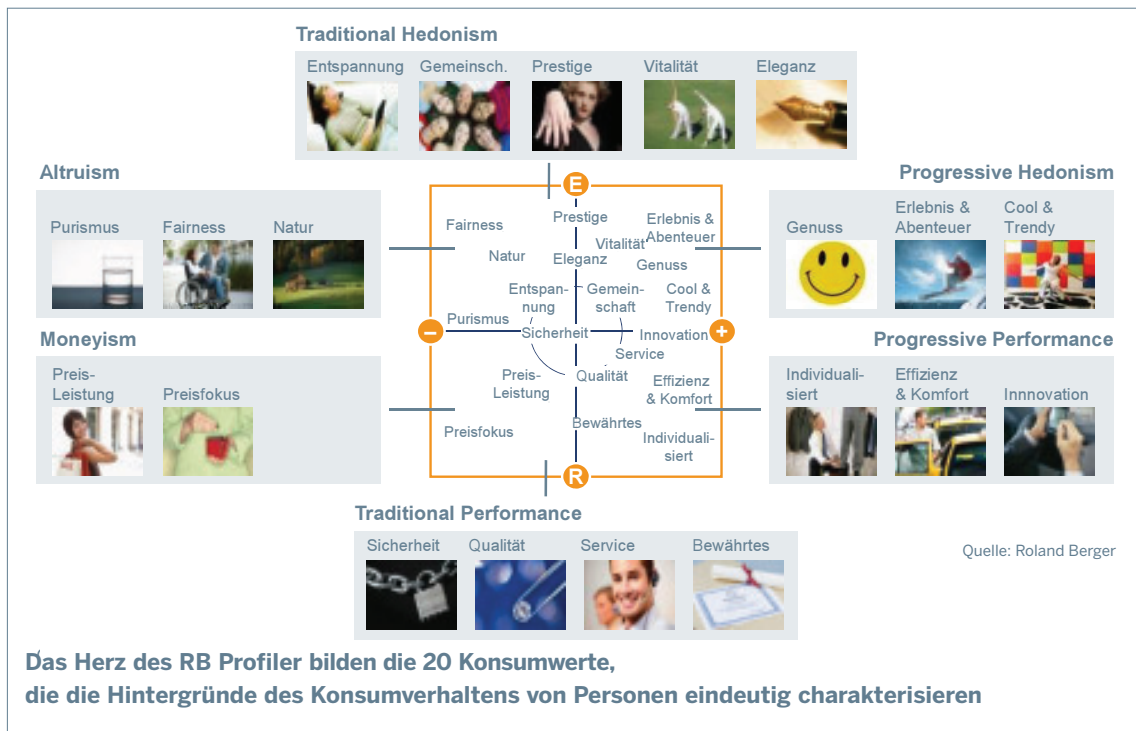 Traditional Hedonism
Entspannung Gemeinsch. Prestige Vitalität Eleganz
Altruism
Purismus Fairness Natur
Progressive Hedonism
Genuss Erlebnis & Abenteuer Cool & Trendy
E
Fairness
Prestige
Erlebnis &
Abenteuer
Vitalität
Natur
Eleganz
Genuss
Entspan-
nung
Gemein-
schaft
Cool &
Trendy
Purismus
–
Sicherheit
Innovation
+
Service
Preis-
Leistung
Qualität
Effizienz
& Komfort
Preisfokus
Bewährtes
Individuali-
siert
R
Moneyism
Preis-
Leistung
Preisfokus
Progressive Performance
Individuali-
siert
Effizienz
& Komfort
Innnovation
Traditional Performance
Sicherheit Qualität Service Bewährtes
Quelle: Roland Berger
Das Herz des RB Profiler bilden die 20 Konsumwerte,
die die Hintergründe des Konsumverhaltens von Personen eindeutig charakterisieren